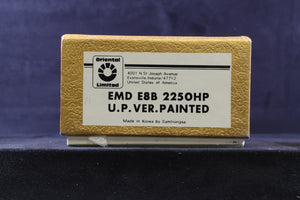 Oriental
Limited
4001 N St Joseph Avenue
Evansville, Indiana/47712
United States of America
EMD E8B 2250HP
U.P. VER. PAINTED
Made in Korea by Samhongsa